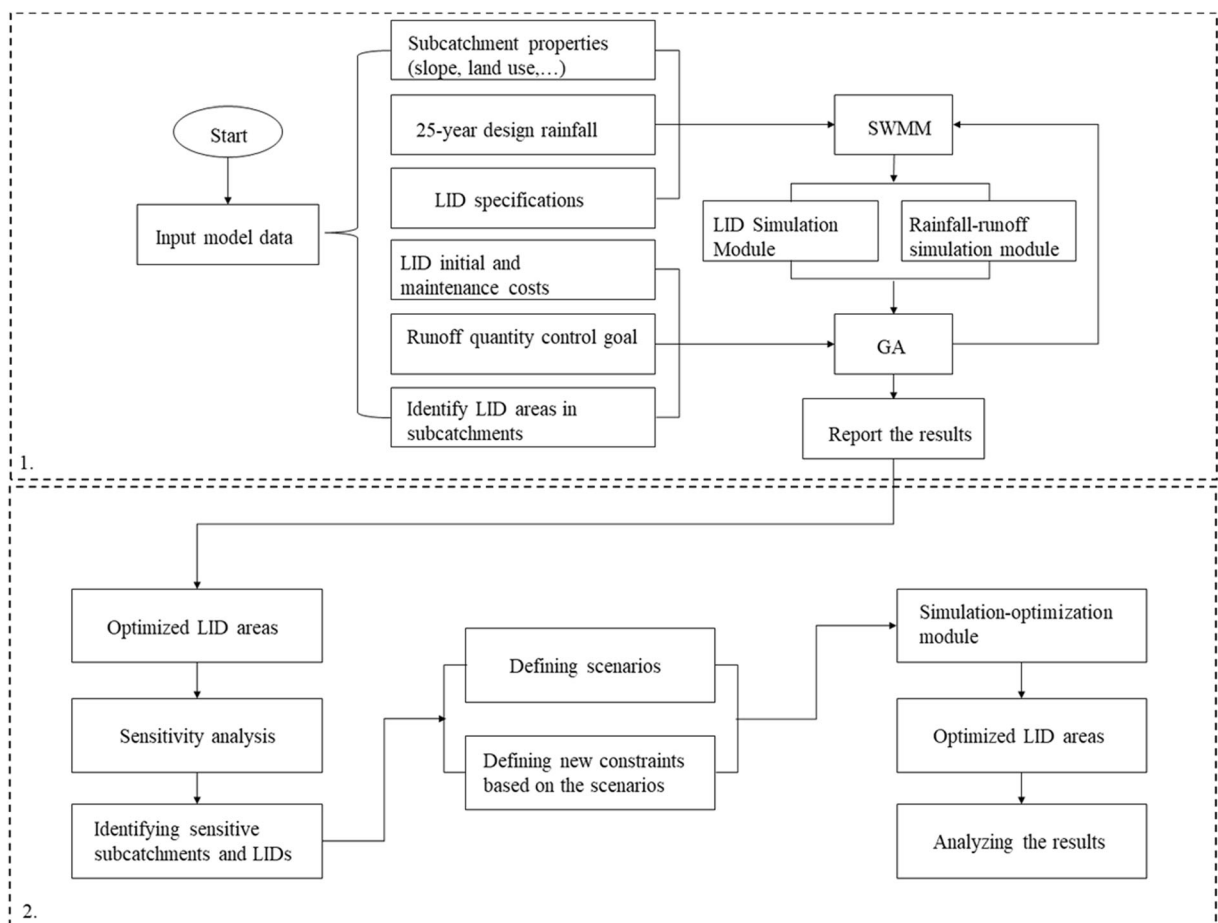 Start
Input model data
Subcatchment properties
(slope, land use,...)
25-year design rainfall
LID specifications
LID initial and
maintenance costs
Runoff quantity control goal
Identify LID areas in
subcatchments
SWMM
LID Simulation
Module
Rainfall-runoff
simulation module
GA
Report the results
1.
Optimized LID areas
Sensitivity analysis
Identifying sensitive
subcatchments and LIDs
Defining scenarios
Defining new constraints
based on the scenarios
Simulation-optimization
module
Optimized LID areas
Analyzing the results
2.